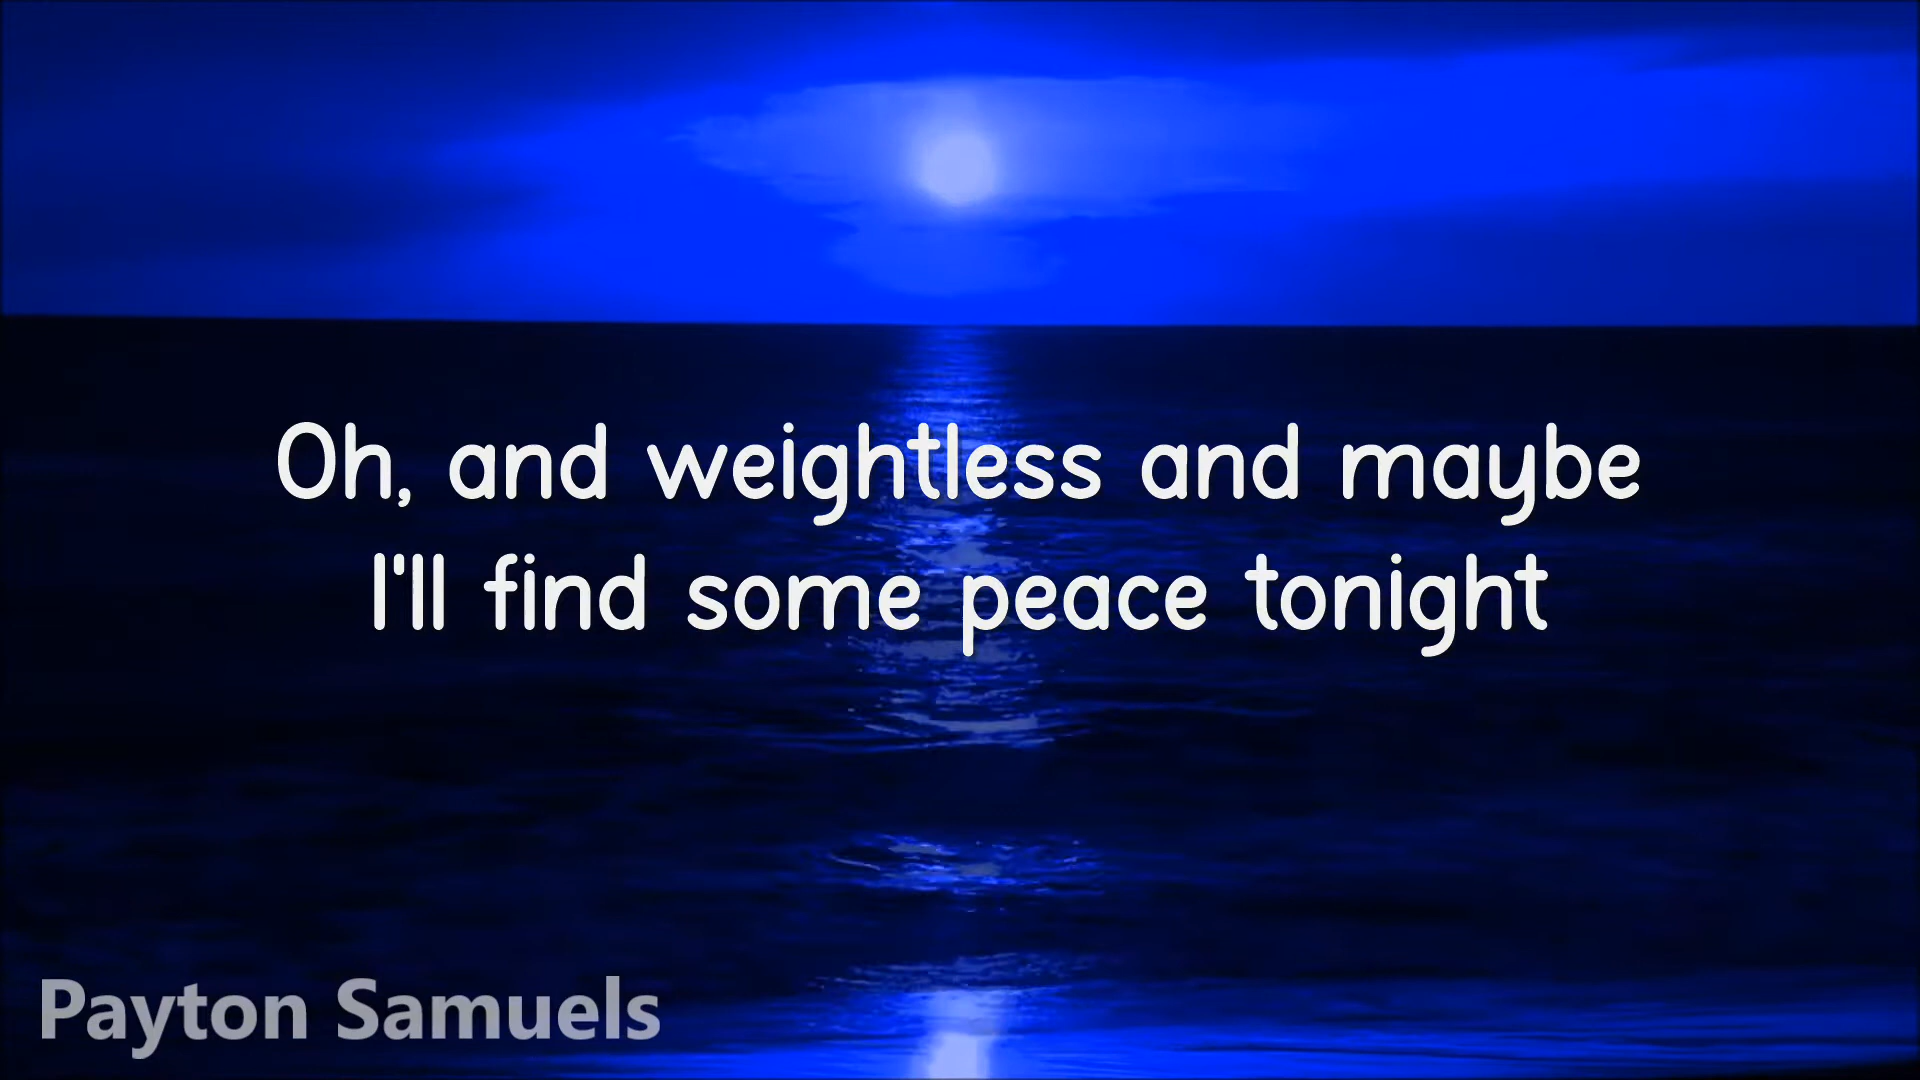 Oh, and weightless and maybe
I'll find some peace tonight
Payton Samuels